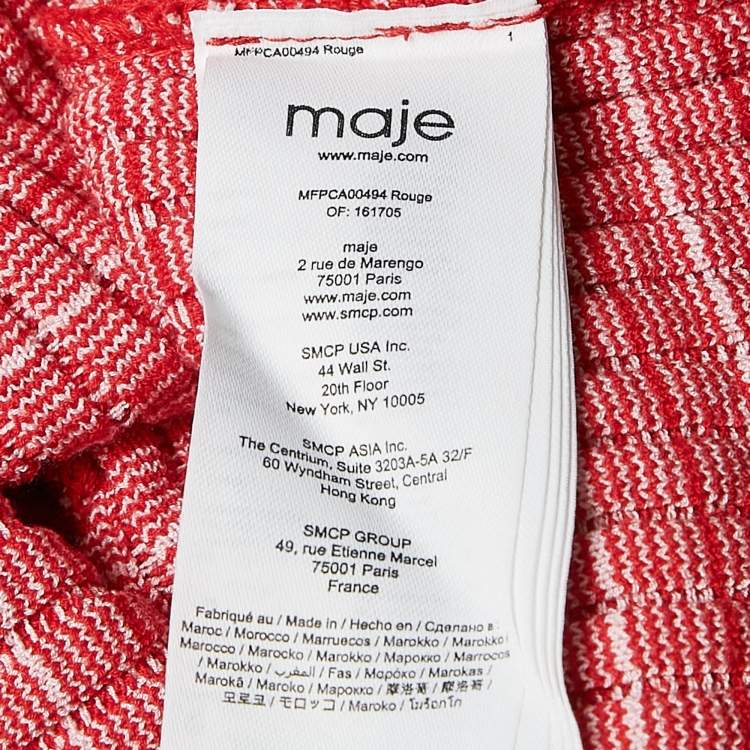 MFPCA00494 Rouge 1
maje
www.maje.com
MFPCA00494 Rouge
OF: 161705
maje
2 rue de Marengo
75001 Paris
www.maje.com
www.smcp.com
SMCP USA Inc.
44 Wall St.
20th Floor
New York, NY 10005
SMCP ASIA Inc.
The Centrium, Suite 3203A-5A 32/F
60 Wyndham Street, Central
Hong Kong
SMCP GROUP
49, rue Etienne Marcel
75001 Paris
France
Fabriqué au / Made in / Hecho en / Сделано в :
Maroc / Morocco / Marruecos / Marokko / Marokko /
Marocco / Marocko / Marokko / Марокко / Marrocos
/ Marokko / المغرب / Fas / Μαρόκο / Marokas /
Marokā / Maroko / Марокко / 摩洛哥 / 摩洛哥 /
모로코 / モロッコ / Maroko / โมร็อกโก